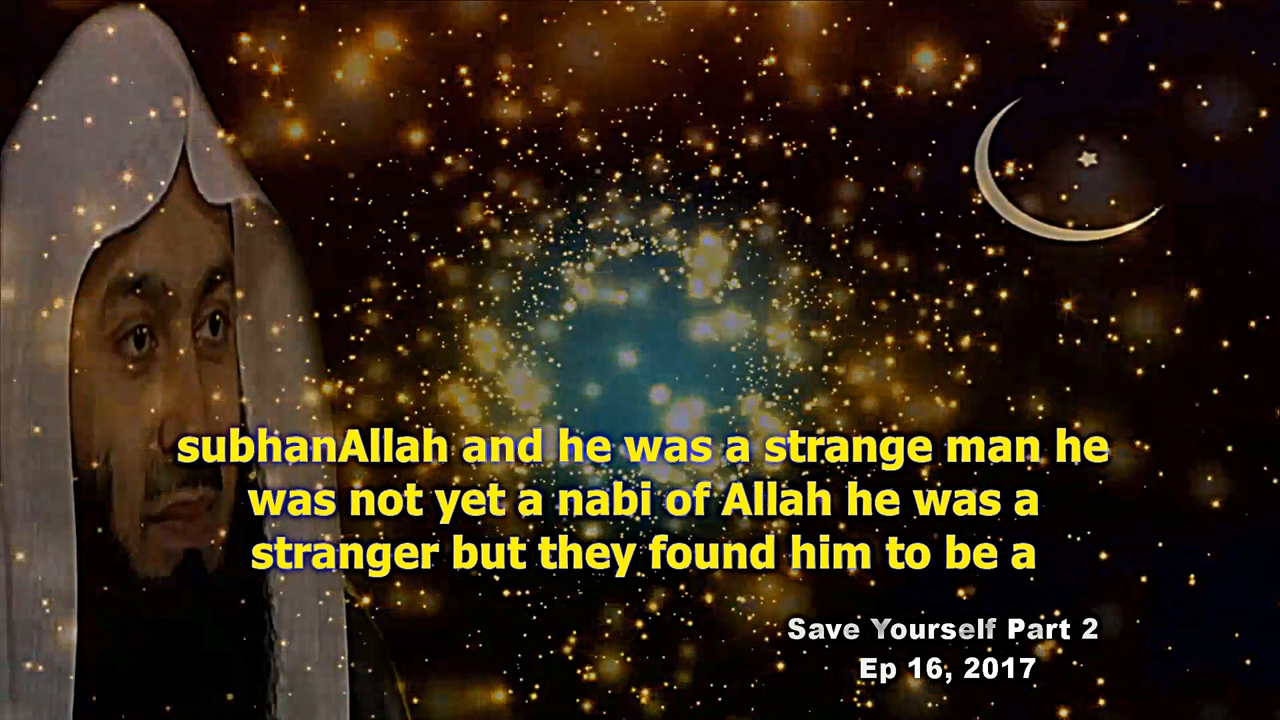 subhanAllah and he was a strange man he
was not yet a nabi of Allah he was a
stranger but they found him to be a
Save Yourself Part 2
Ep 16, 2017